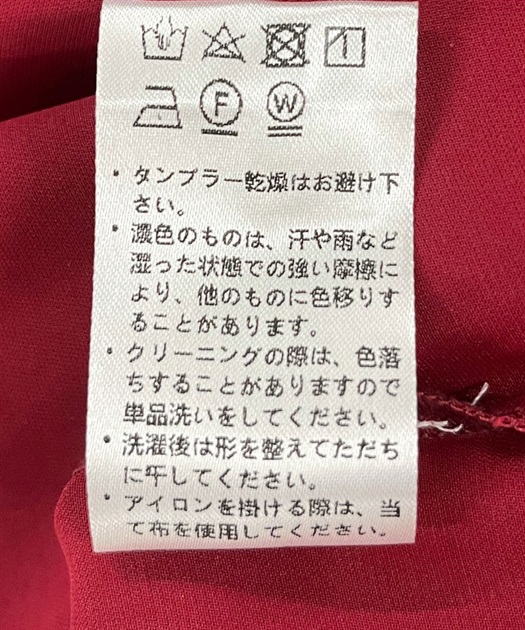 F W
・タンブラー乾燥はお避け下
さい。
・濃色のものは、汗や雨など
湿った状態での強い摩擦に
より、他のものに色移りす
ることがあります。
・クリーニングの際は、色落
ちすることがありますので
単品洗いをしてください。
・洗濯後は形を整えてただち
に干してください。
・アイロンを掛ける際は、当
て布を使用してください。